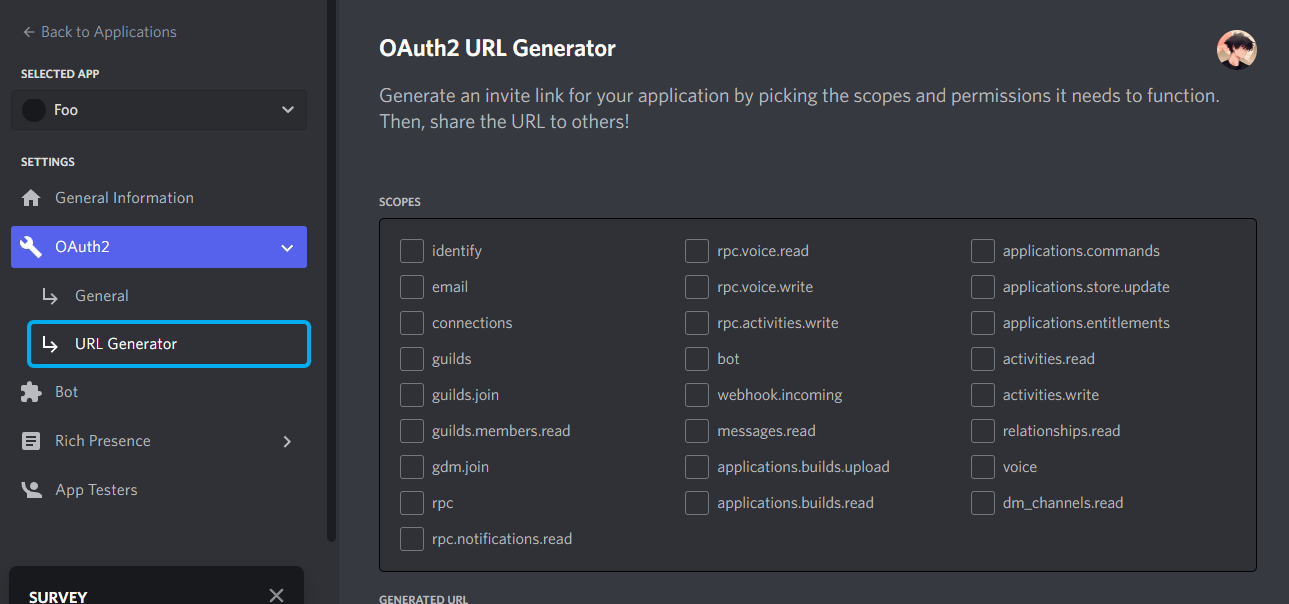 Back to Applications
SELECTED APP
Foo
SETTINGS
General Information
OAuth2
General
URL Generator
Bot
Rich Presence
App Testers
SURVEY
OAuth2 URL Generator
Generate an invite link for your application by picking the scopes and permissions it needs to function.
Then, share the URL to others!
SCOPES
identify
email
connections
guilds
guilds.join
guilds.members.read
gdm.join
rpc
rpc.notifications.read
rpc.voice.read
rpc.voice.write
rpc.activities.write
bot
webhook.incoming
messages.read
applications.builds.upload
applications.builds.read
applications.commands
applications.store.update
applications.entitlements
activities.read
activities.write
relationships.read
voice
dm_channels.read
GENERATED URL